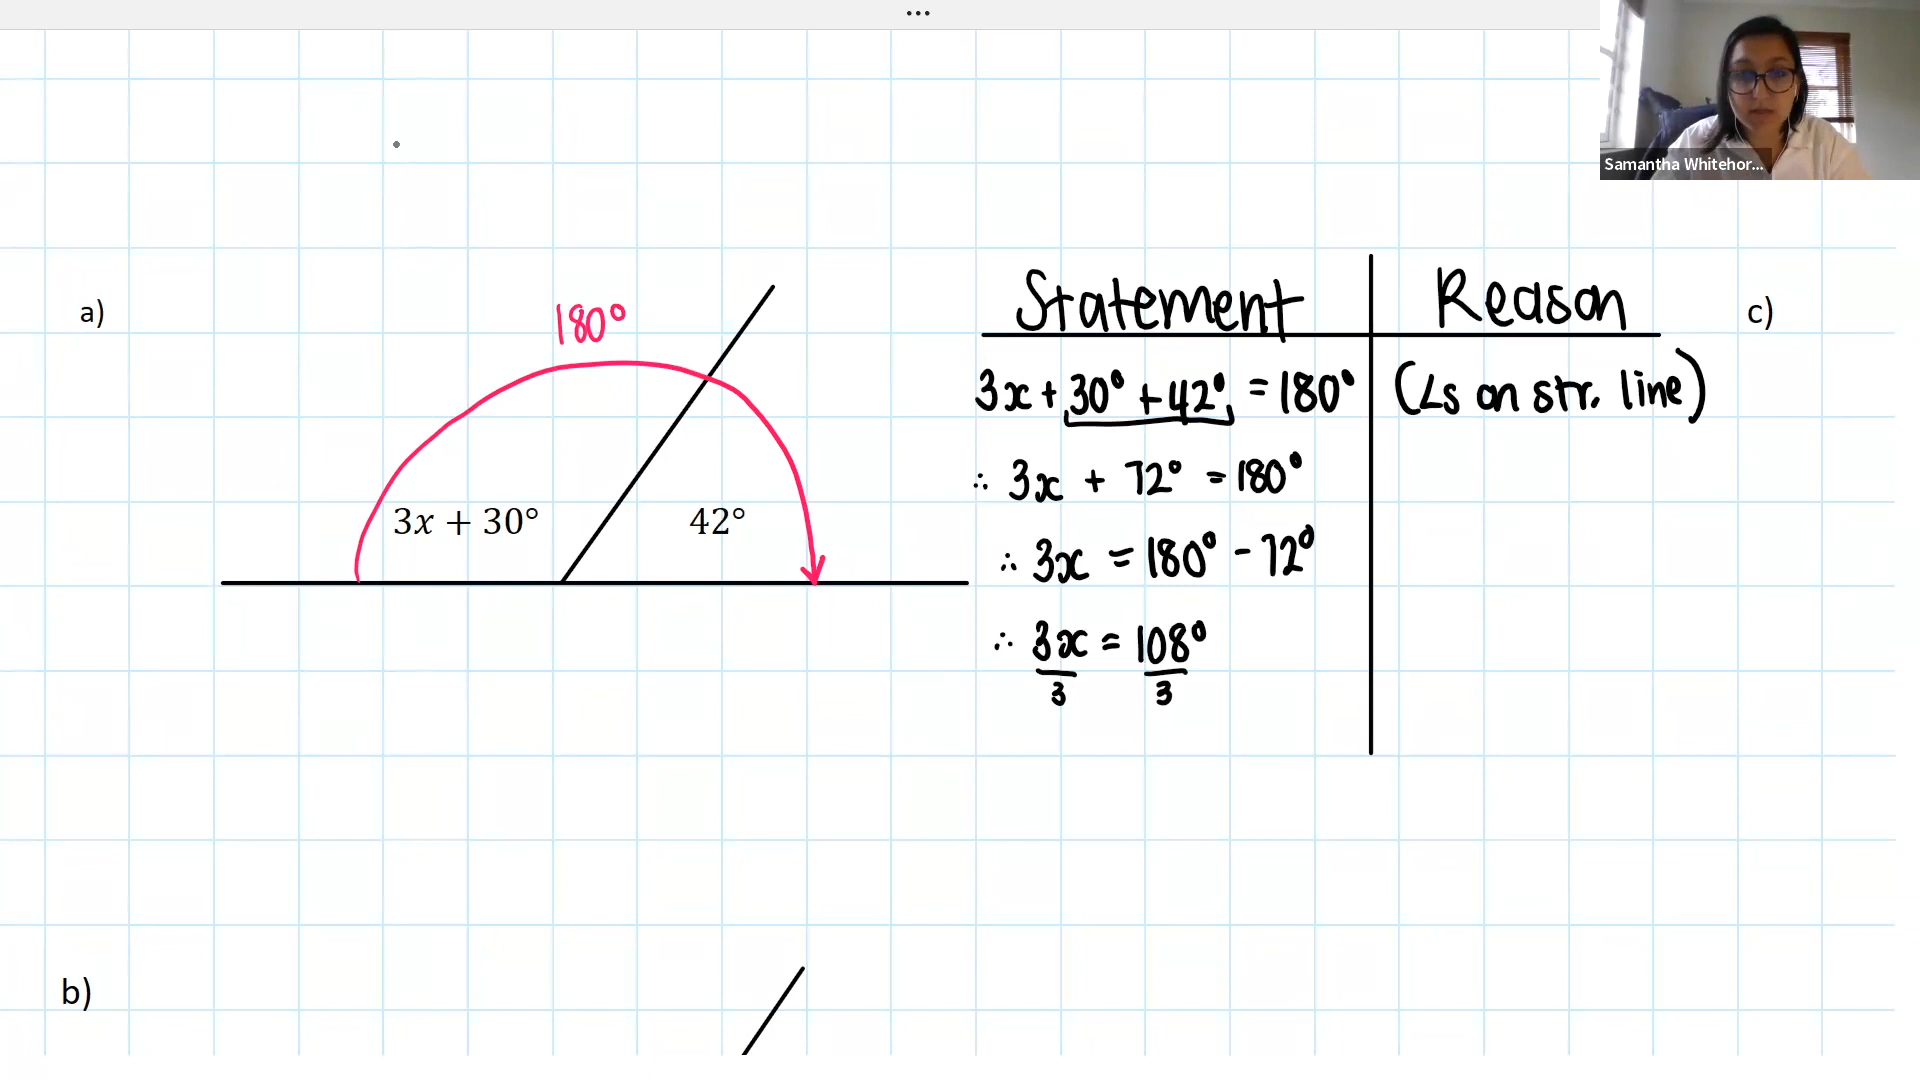 ...
Samantha Whitehor...
a)
180°
3x + 30°
42°
Statement
Reason
3x + 30° + 42° = 180°
(∠s on str. line)
∴ 3x + 72° = 180°
∴ 3x = 180° - 72°
∴ 3x = 108°
3 3
c)
b)